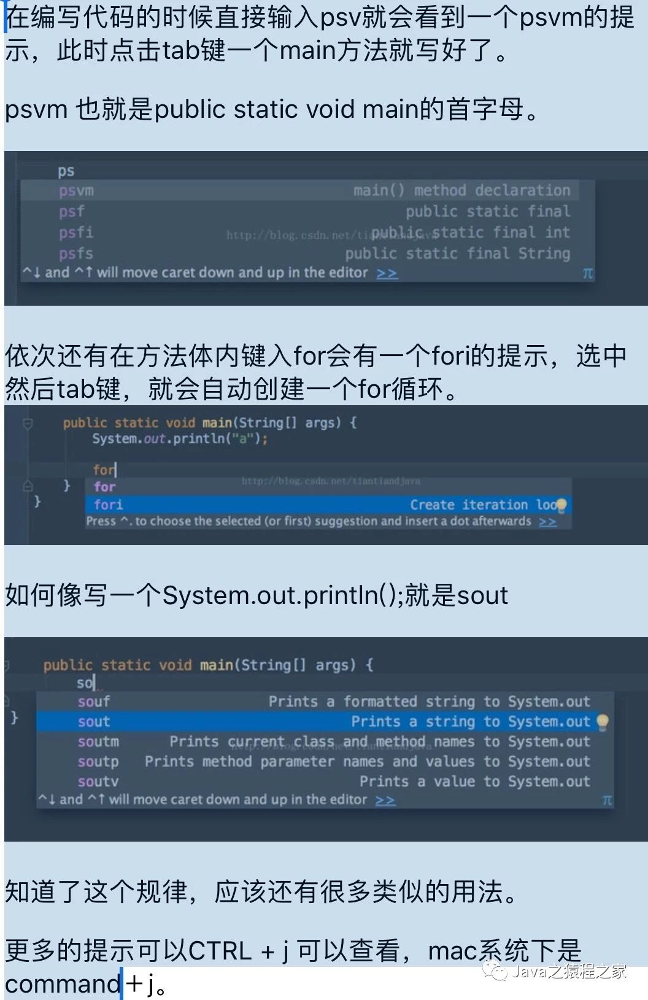 在编写代码的时候直接输入psv就会看到一个psvm的提
示，此时点击tab键一个main方法就写好了。
psvm 也就是public static void main的首字母。
ps
psvm main() method declaration
psf public static final
psfi public static final int
http://blog.csdn.net/tiantiandjava
psfs public static final String
^↓ and ^↑ will move caret down and up in the editor >> π
依次还有在方法体内键入for会有一个fori的提示，选中
然后tab键，就会自动创建一个for循环。
public static void main(String[] args) {
System.out.println("a");
for
http://blog.csdn.net/tiantiandjava
}
for
}
fori Create iteration loo
Press ^. to choose the selected (or first) suggestion and insert a dot afterwards >>
如何像写一个System.out.println();就是sout
public static void main(String[] args) {
so
souf Prints a formatted string to System.out
}
sout Prints a string to System.out
soutm Prints current class and method names to System.out
http://blog.csdn.net/tiantiandjava
soutp Prints method parameter names and values to System.out
soutv Prints a value to System.out
^↓ and ^↑ will move caret down and up in the editor >> π
知道了这个规律，应该还有很多类似的用法。
更多的提示可以CTRL + j 可以查看，mac系统下是
command＋j。
Java之猿程之家